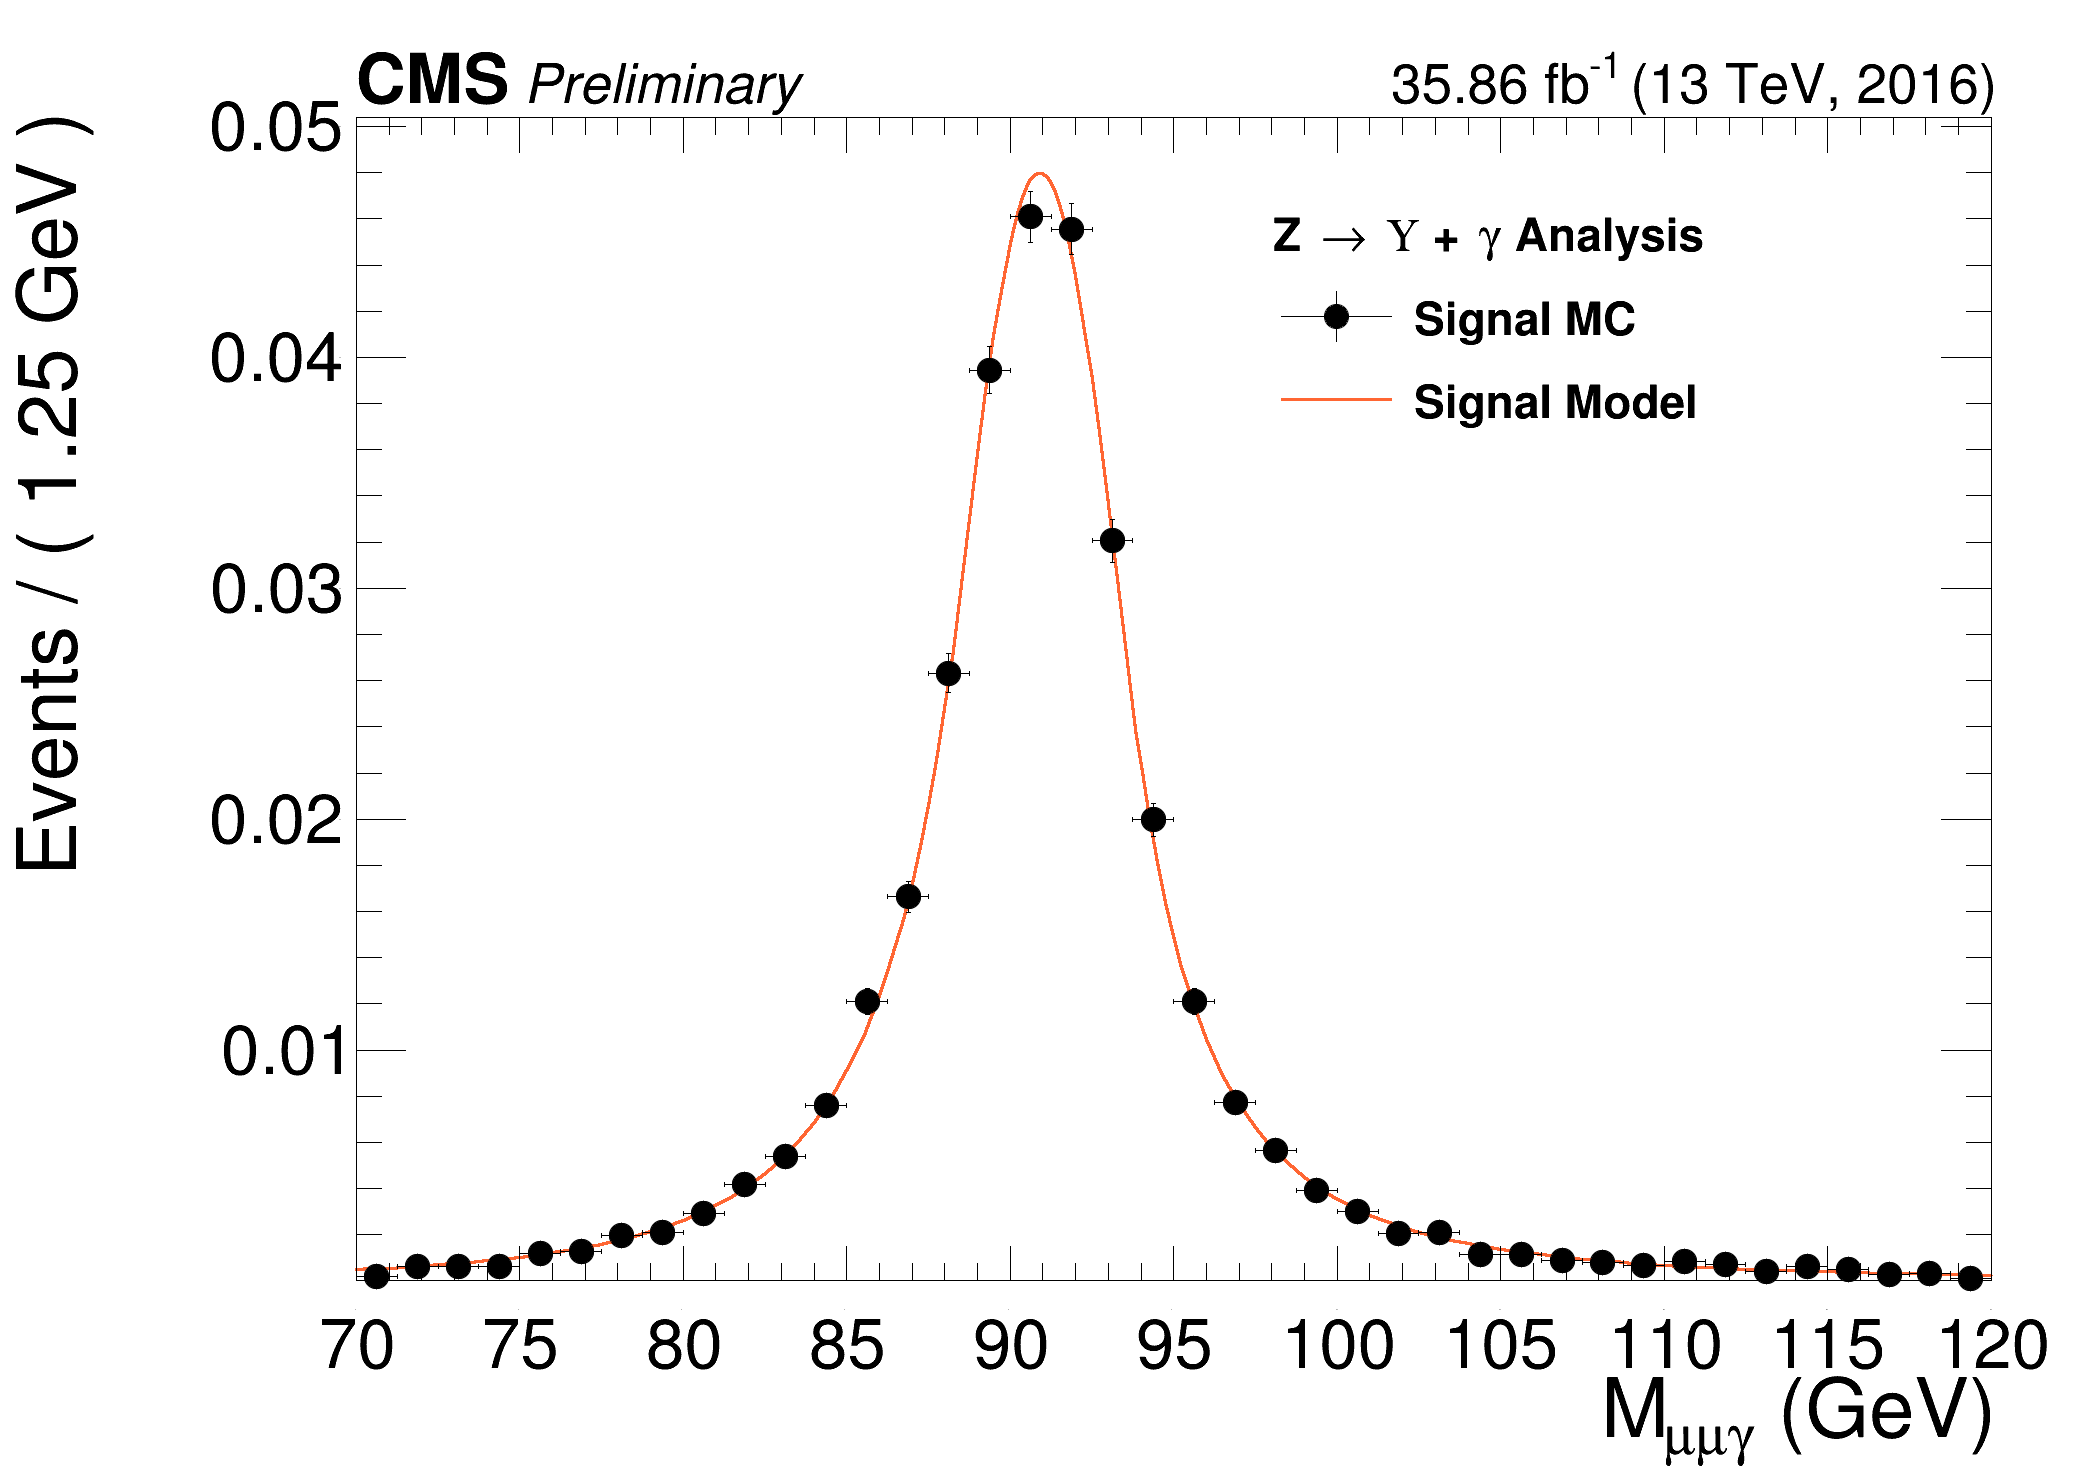 CMS Preliminary 35.86 fb⁻¹ (13 TeV, 2016)
Events / ( 1.25 GeV )
0.05
0.04
0.03
0.02
0.01
Z → Υ + γ Analysis
Signal MC
Signal Model
70 75 80 85 90 95 100 105 110 115 120
M_μμγ (GeV)